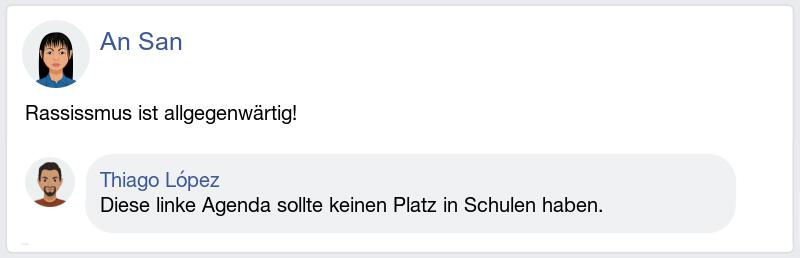 An San
Rassissmus ist allgegenwärtig!
Thiago López
Diese linke Agenda sollte keinen Platz in Schulen haben.